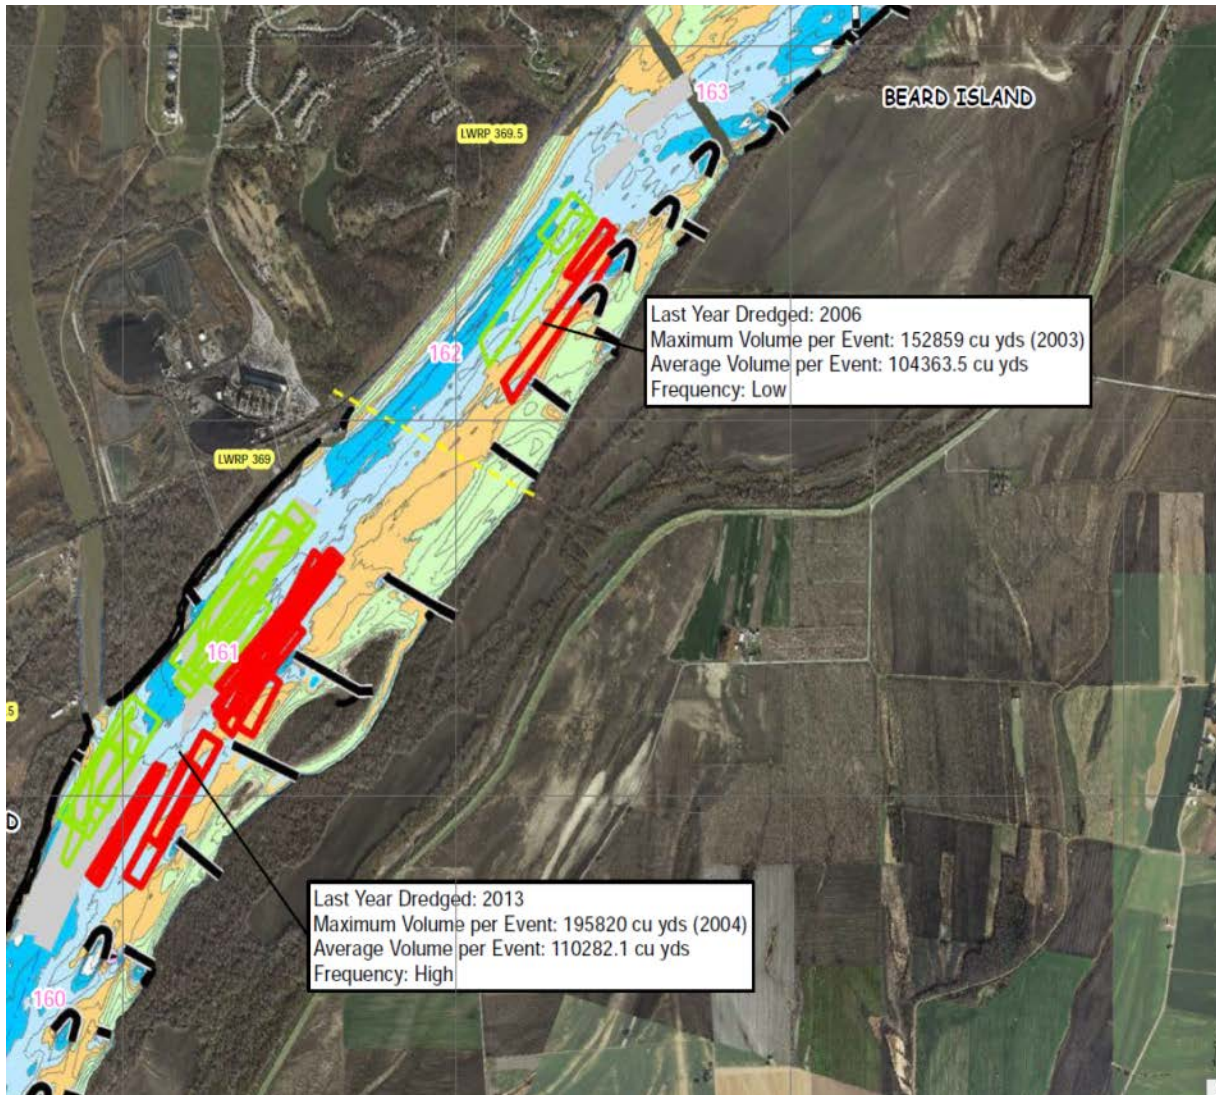 163
BEARD ISLAND
LWRP 369.5
Last Year Dredged: 2006
Maximum Volume per Event: 152859 cu yds (2003)
Average Volume per Event: 104363.5 cu yds
Frequency: Low
162
LWRP 369
161
5
D
Last Year Dredged: 2013
Maximum Volume per Event: 195820 cu yds (2004)
Average Volume per Event: 110282.1 cu yds
Frequency: High
160